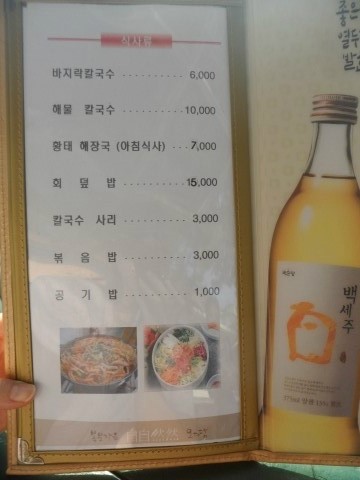 식사류
바지락칼국수 ·········· 6,000
해물 칼국수 ·········· 10,000
황태 해장국 (아침식사) ··· 7,000
회 덮 밥 ·········· 15,000
칼국수 사리 ·········· 3,000
볶 음 밥 ·········· 3,000
공 기 밥 ·········· 1,000
좋은
백세주